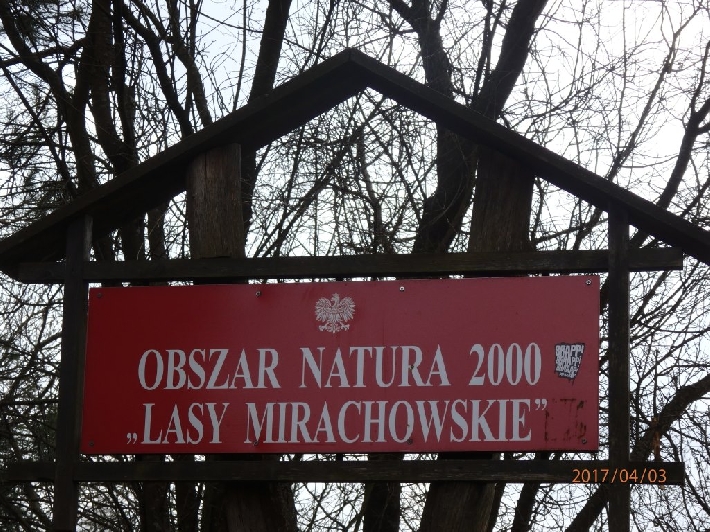 OBSZAR NATURA 2000
„LASY MIRACHOWSKIE”
2017/04/03